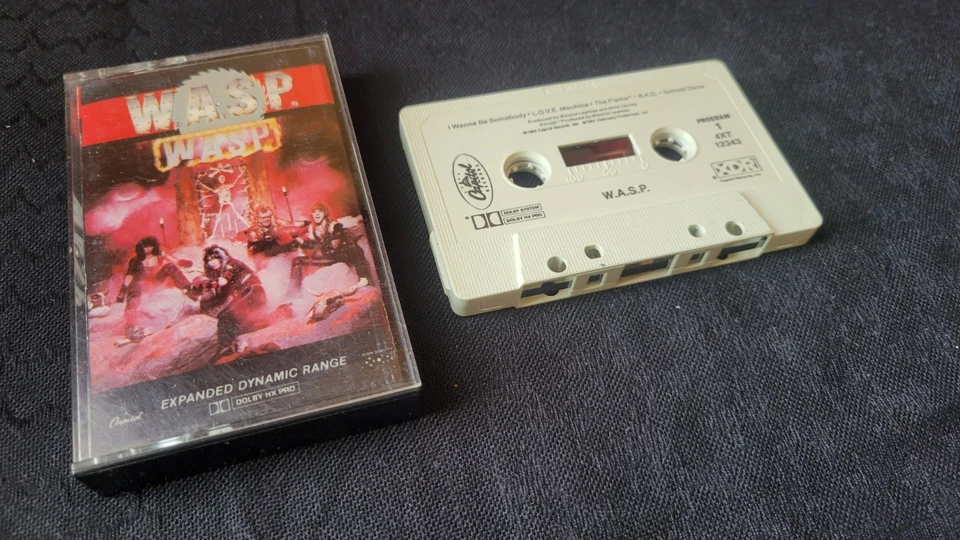 W.A.S.P.
W.A.S.P
EXPANDED DYNAMIC RANGE
DOLBY HX PRO
Capitol
I Wanna Be Somebody • L.O.V.E. Machine • The Flame* • B.A.D. • School Daze
PROGRAM
1
4XT
12343
Capitol
W.A.S.P.
XDR
DOLBY SYSTEM
DOLBY HX PRO